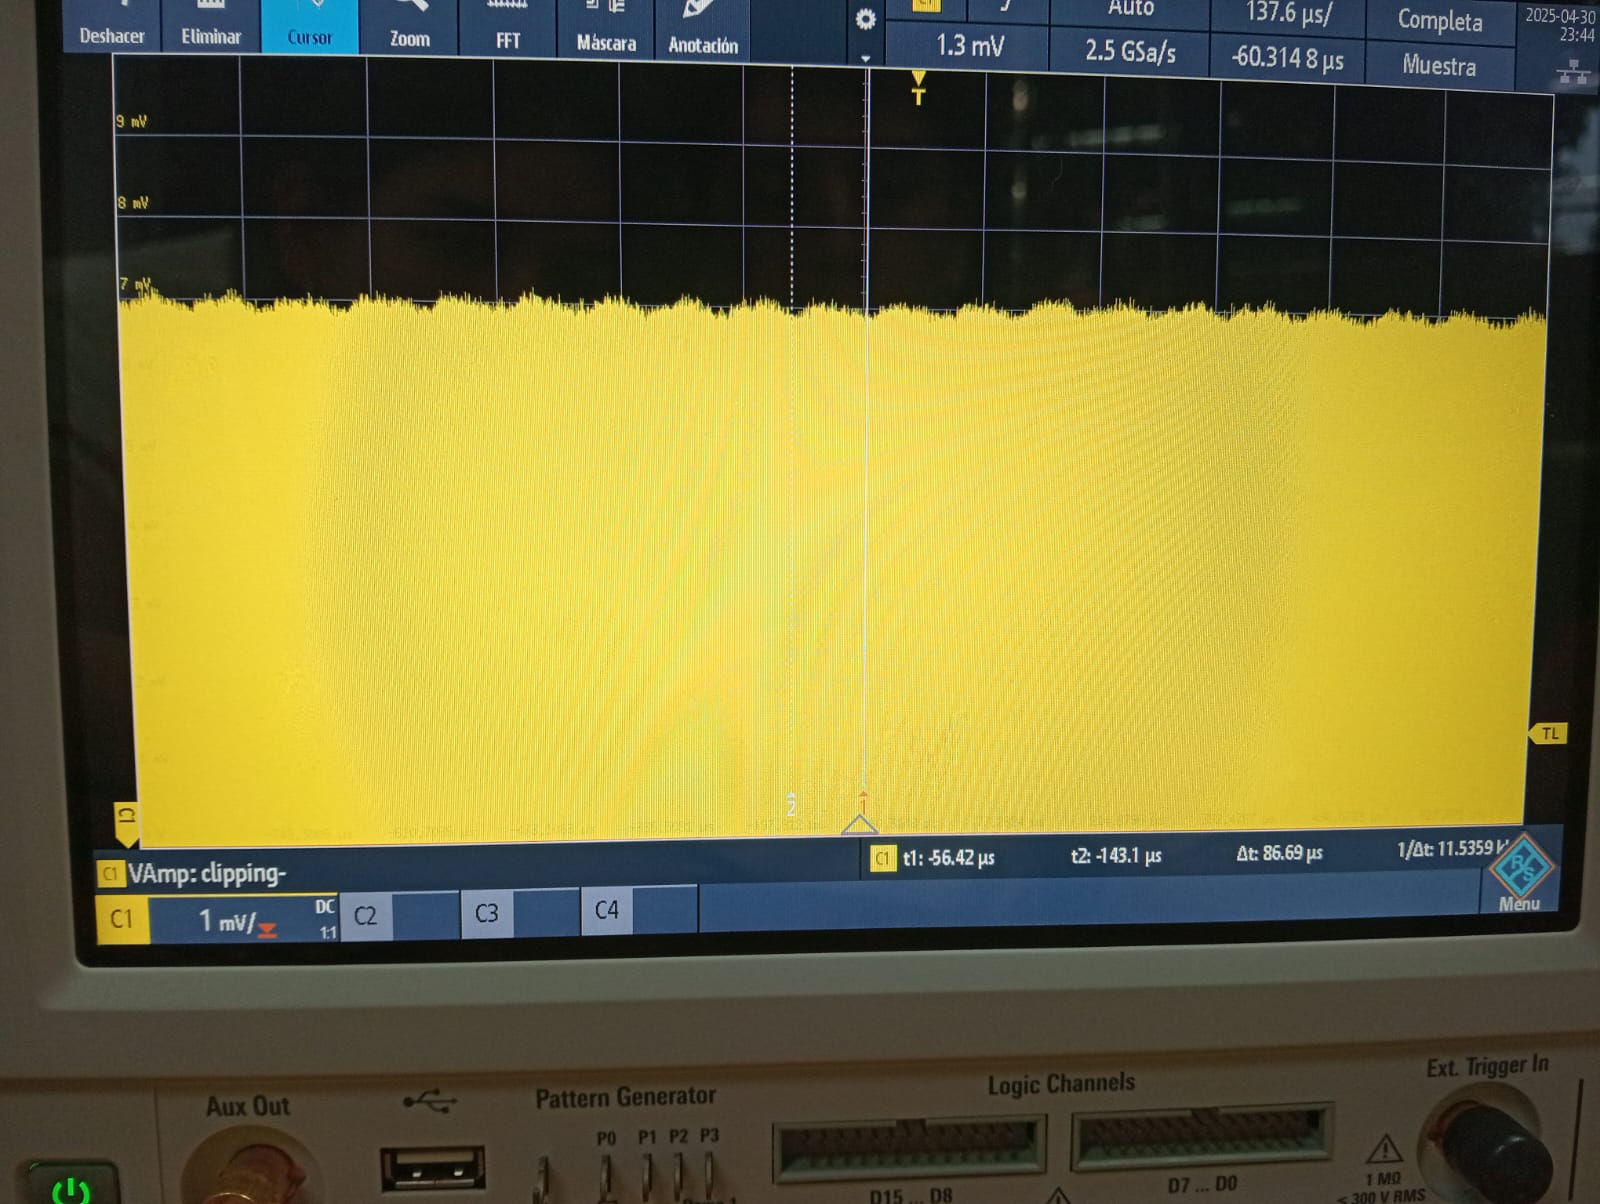 Deshacer
Eliminar
Cursor
Zoom
FFT
Máscara
Anotación
1.3 mV
Auto
2.5 GSa/s
137.6 µs/
-60.314 8 µs
Completa
Muestra
2025-04-30
23:44
T
9 mV
8 mV
7 mV
TL
C1
2
1
C1 VAmp: clipping-
C1 t1: -56.42 µs t2: -143.1 µs Δt: 86.69 µs 1/Δt: 11.5359
C1 1 mV/ DC 1:1
C2
C3
C4
R&S
Menu
Aux Out
Pattern Generator
P0 P1 P2 P3
Logic Channels
D15 ... D8
D7 ... D0
Ext. Trigger In
1 MΩ
≤ 300 V RMS